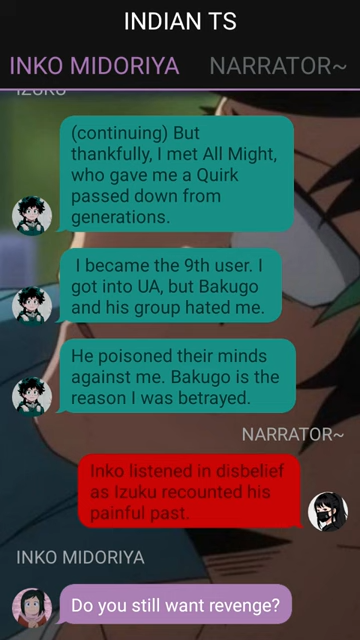 INDIAN TS
INKO MIDORIYA NARRATOR~
IZUKU
(continuing) But
thankfully, I met All Might,
who gave me a Quirk
passed down from
generations.
I became the 9th user. I
got into UA, but Bakugo
and his group hated me.
He poisoned their minds
against me. Bakugo is the
reason I was betrayed.
NARRATOR~
Inko listened in disbelief
as Izuku recounted his
painful past.
INKO MIDORIYA
Do you still want revenge?